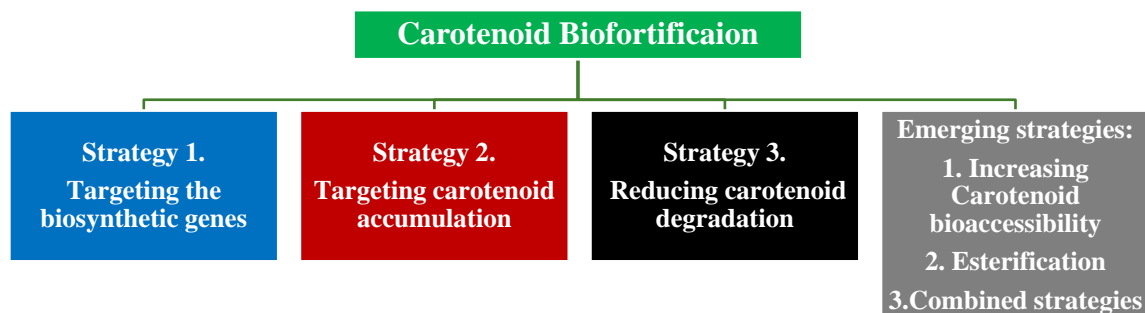 Carotenoid Biofortificaion
Strategy 1.
Targeting the
biosynthetic genes
Strategy 2.
Targeting carotenoid
accumulation
Strategy 3.
Reducing carotenoid
degradation
Emerging strategies:
1. Increasing
Carotenoid
bioaccessibility
2. Esterification
3.Combined strategies